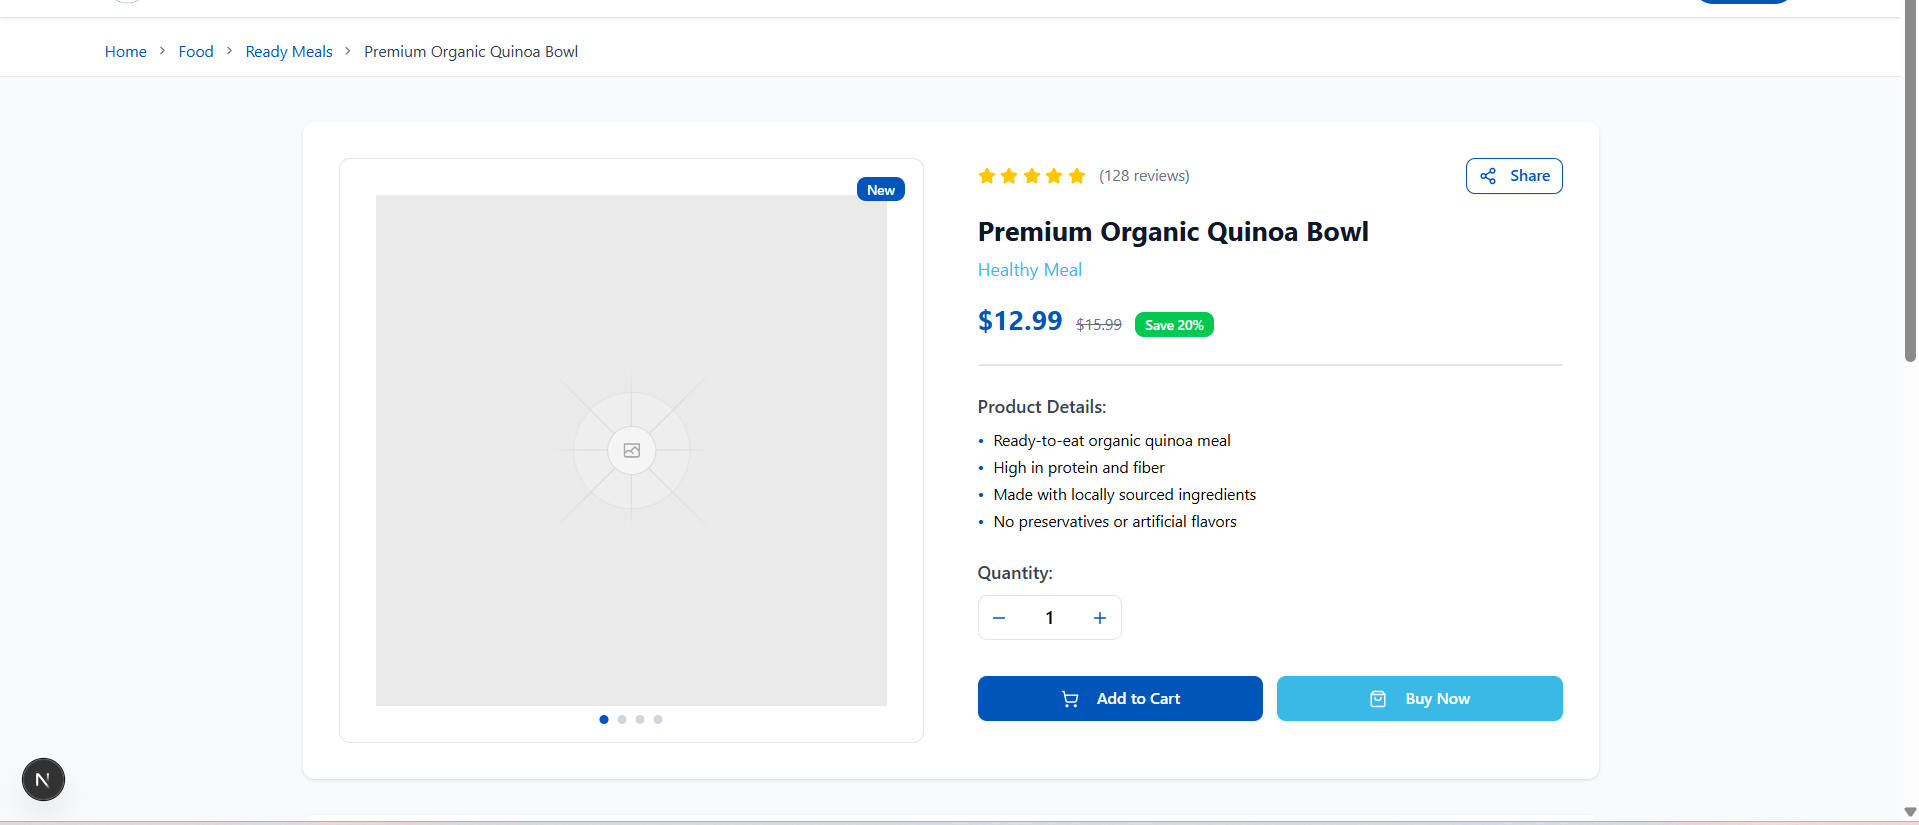 Home > Food > Ready Meals > Premium Organic Quinoa Bowl
New
(128 reviews)
Share
Premium Organic Quinoa Bowl
Healthy Meal
$12.99 $15.99 Save 20%
Product Details:
• Ready-to-eat organic quinoa meal
• High in protein and fiber
• Made with locally sourced ingredients
• No preservatives or artificial flavors
Quantity:
− 1 +
Add to Cart
Buy Now
N